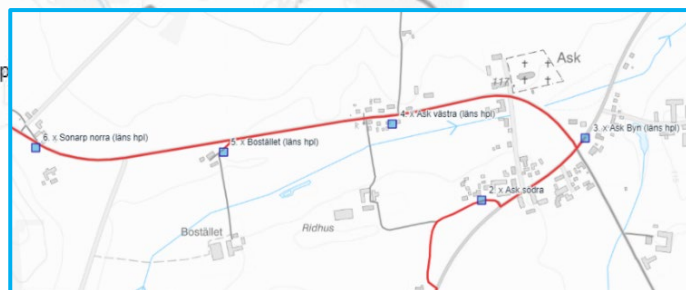 p
Ask
117
4. x Ask västra (läns hpl)
3. x Ask Byn (läns hpl)
6. x Sonarp norra (läns hpl)
5. x Bostället (läns hpl)
2. x Ask södra
Ridhus
Bostället